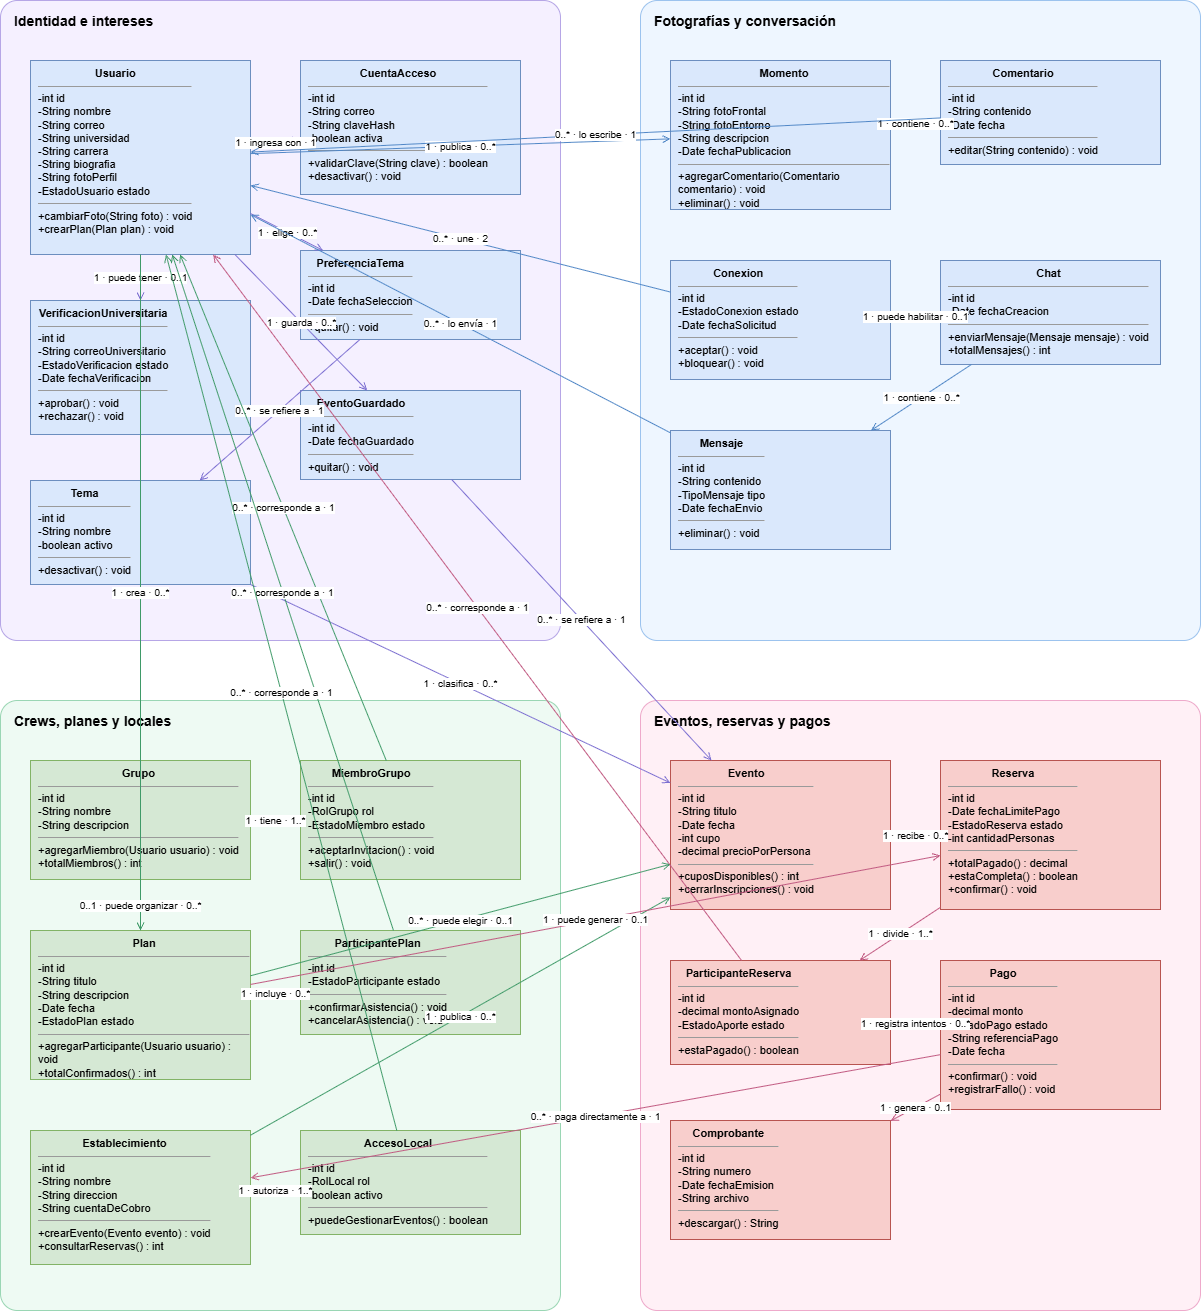 Identidad e intereses
Usuario
-int id
-String nombre
-String correo
-String universidad
-String carrera
-String biografia
-String fotoPerfil
-EstadoUsuario estado
+cambiarFoto(String foto) : void
+crearPlan(Plan plan) : void
CuentaAcceso
-int id
-String correo
-String claveHash
-boolean activa
+validarClave(String clave) : boolean
+desactivar() : void
1 · ingresa con · 1
1 · publica · 0..*
0..* · lo escribe · 1
1 · elige · 0..*
0..* · une · 2
1 · puede tener · 0..1
PreferenciaTema
-int id
-Date fechaSeleccion
+quitar() : void
1 · guarda · 0..*
0..* · lo envía · 1
VerificacionUniversitaria
-int id
-String correoUniversitario
-EstadoVerificacion estado
-Date fechaVerificacion
+aprobar() : void
+rechazar() : void
EventoGuardado
-int id
-Date fechaGuardado
+quitar() : void
0..* · se refiere a · 1
Tema
-int id
-String nombre
-boolean activo
+desactivar() : void
0..* · corresponde a · 1
1 · crea · 0..*
0..* · corresponde a · 1
0..* · corresponde a · 1
0..* · se refiere a · 1
1 · clasifica · 0..*
0..* · corresponde a · 1
Fotografías y conversación
Momento
-int id
-String fotoFrontal
-String fotoEntorno
-String descripcion
-Date fechaPublicacion
+agregarComentario(Comentario
comentario) : void
+eliminar() : void
Comentario
-int id
-String contenido
-Date fecha
+editar(String contenido) : void
1 · contiene · 0..*
Conexion
-int id
-EstadoConexion estado
-Date fechaSolicitud
+aceptar() : void
+bloquear() : void
Chat
-int id
-Date fechaCreacion
+enviarMensaje(Mensaje mensaje) : void
+totalMensajes() : int
1 · puede habilitar · 0..1
1 · contiene · 0..*
Mensaje
-int id
-String contenido
-TipoMensaje tipo
-Date fechaEnvio
+eliminar() : void
Crews, planes y locales
Grupo
-int id
-String nombre
-String descripcion
+agregarMiembro(Usuario usuario) : void
+totalMiembros() : int
MiembroGrupo
-int id
-RolGrupo rol
-EstadoMiembro estado
+aceptarInvitacion() : void
+salir() : void
1 · tiene · 1..*
0..1 · puede organizar · 0..*
0..* · puede elegir · 0..1
1 · puede generar · 0..1
Plan
-int id
-String titulo
-String descripcion
-Date fecha
-EstadoPlan estado
+agregarParticipante(Usuario usuario) :
void
+totalConfirmados() : int
ParticipantePlan
-int id
-EstadoParticipante estado
+confirmarAsistencia() : void
+cancelarAsistencia() :
1 · incluye · 0..*
1 · publica · 0..*
0..* · paga directamente a · 1
Establecimiento
-int id
-String nombre
-String direccion
-String cuentaDeCobro
+crearEvento(Evento evento) : void
+consultarReservas() : int
AccesoLocal
-int id
-RolLocal rol
-boolean activo
+puedeGestionarEventos() : boolean
1 · autoriza · 1..*
Eventos, reservas y pagos
Evento
-int id
-String titulo
-Date fecha
-int cupo
-decimal precioPorPersona
+cuposDisponibles() : int
+cerrarInscripciones() : void
Reserva
-int id
-Date fechaLimitePago
-EstadoReserva estado
-int cantidadPersonas
+totalPagado() : decimal
+estaCompleta() : boolean
+confirmar() : void
1 · recibe · 0..*
1 · divide · 1..*
ParticipanteReserva
-int id
-decimal montoAsignado
-EstadoAporte estado
+estaPagado() : boolean
Pago
-int id
-decimal monto
-EstadoPago estado
-String referenciaPago
-Date fecha
+confirmar() : void
+registrarFallo() : void
1 · registra intentos · 0..*
1 · genera · 0..1
Comprobante
-int id
-String numero
-Date fechaEmision
-String archivo
+descargar() : String